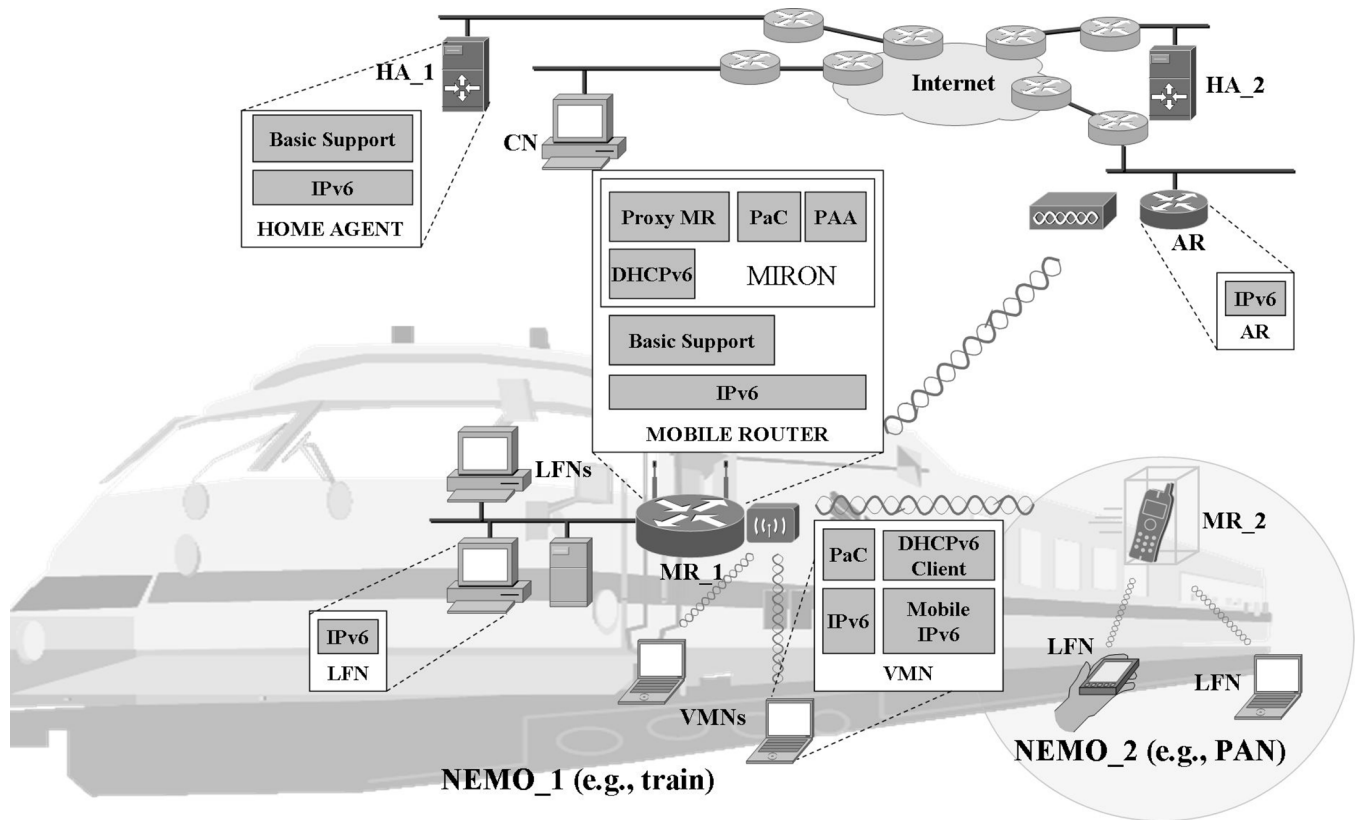 HA_1
Internet
HA_2
CN
Basic Support
IPv6
HOME AGENT
Proxy MR
PaC
PAA
DHCPv6
MIRON
Basic Support
IPv6
MOBILE ROUTER
AR
IPv6
AR
LFNs
MR_1
MR_2
PaC
DHCPv6
Client
IPv6
Mobile
IPv6
VMN
IPv6
LFN
LFN
LFN
VMNs
NEMO_2 (e.g., PAN)
NEMO_1 (e.g., train)